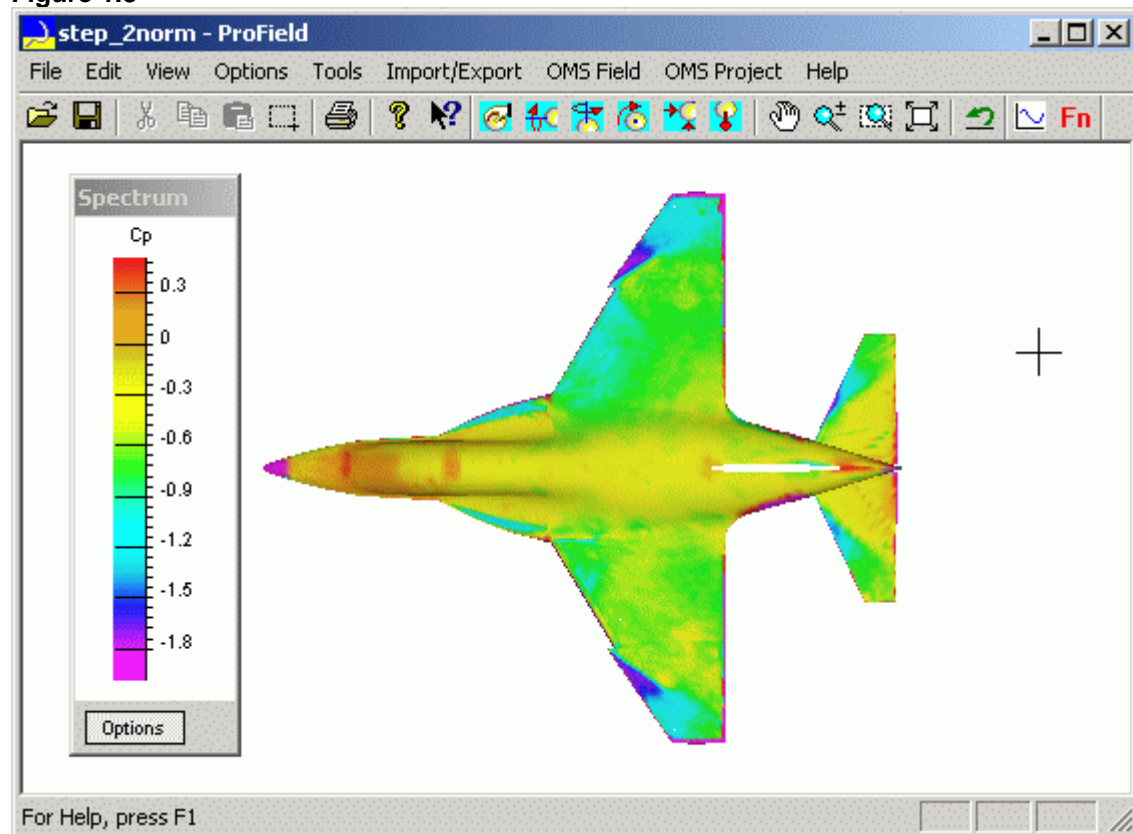 step_2norm - ProField
File Edit View Options Tools Import/Export OMS Field OMS Project Help
Fn
Spectrum
Cp
0.3
0
-0.3
-0.6
-0.9
-1.2
-1.5
-1.8
Options
For Help, press F1